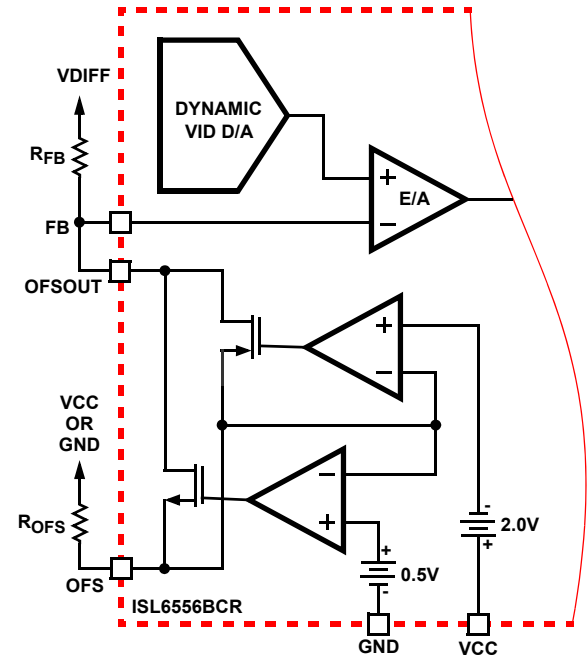 VDIFF
DYNAMIC
VID D/A
RFB
+
E/A
-
FB
OFSOUT
+
-
VCC
OR
GND
-
+
ROFS
-
2.0V
+
+
0.5V
-
OFS
ISL6556BCR
GND
VCC